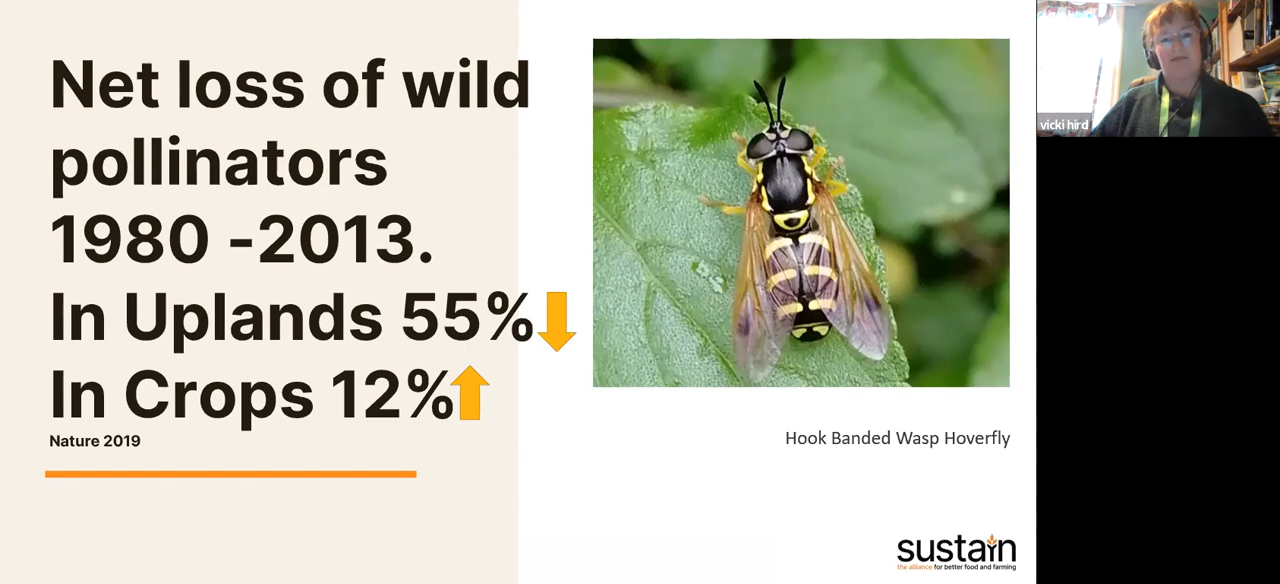 Net loss of wild
pollinators
1980 -2013.
In Uplands 55%
In Crops 12%
Nature 2019
Hook Banded Wasp Hoverfly
sustain
the alliance for better food and farming
vicki hird